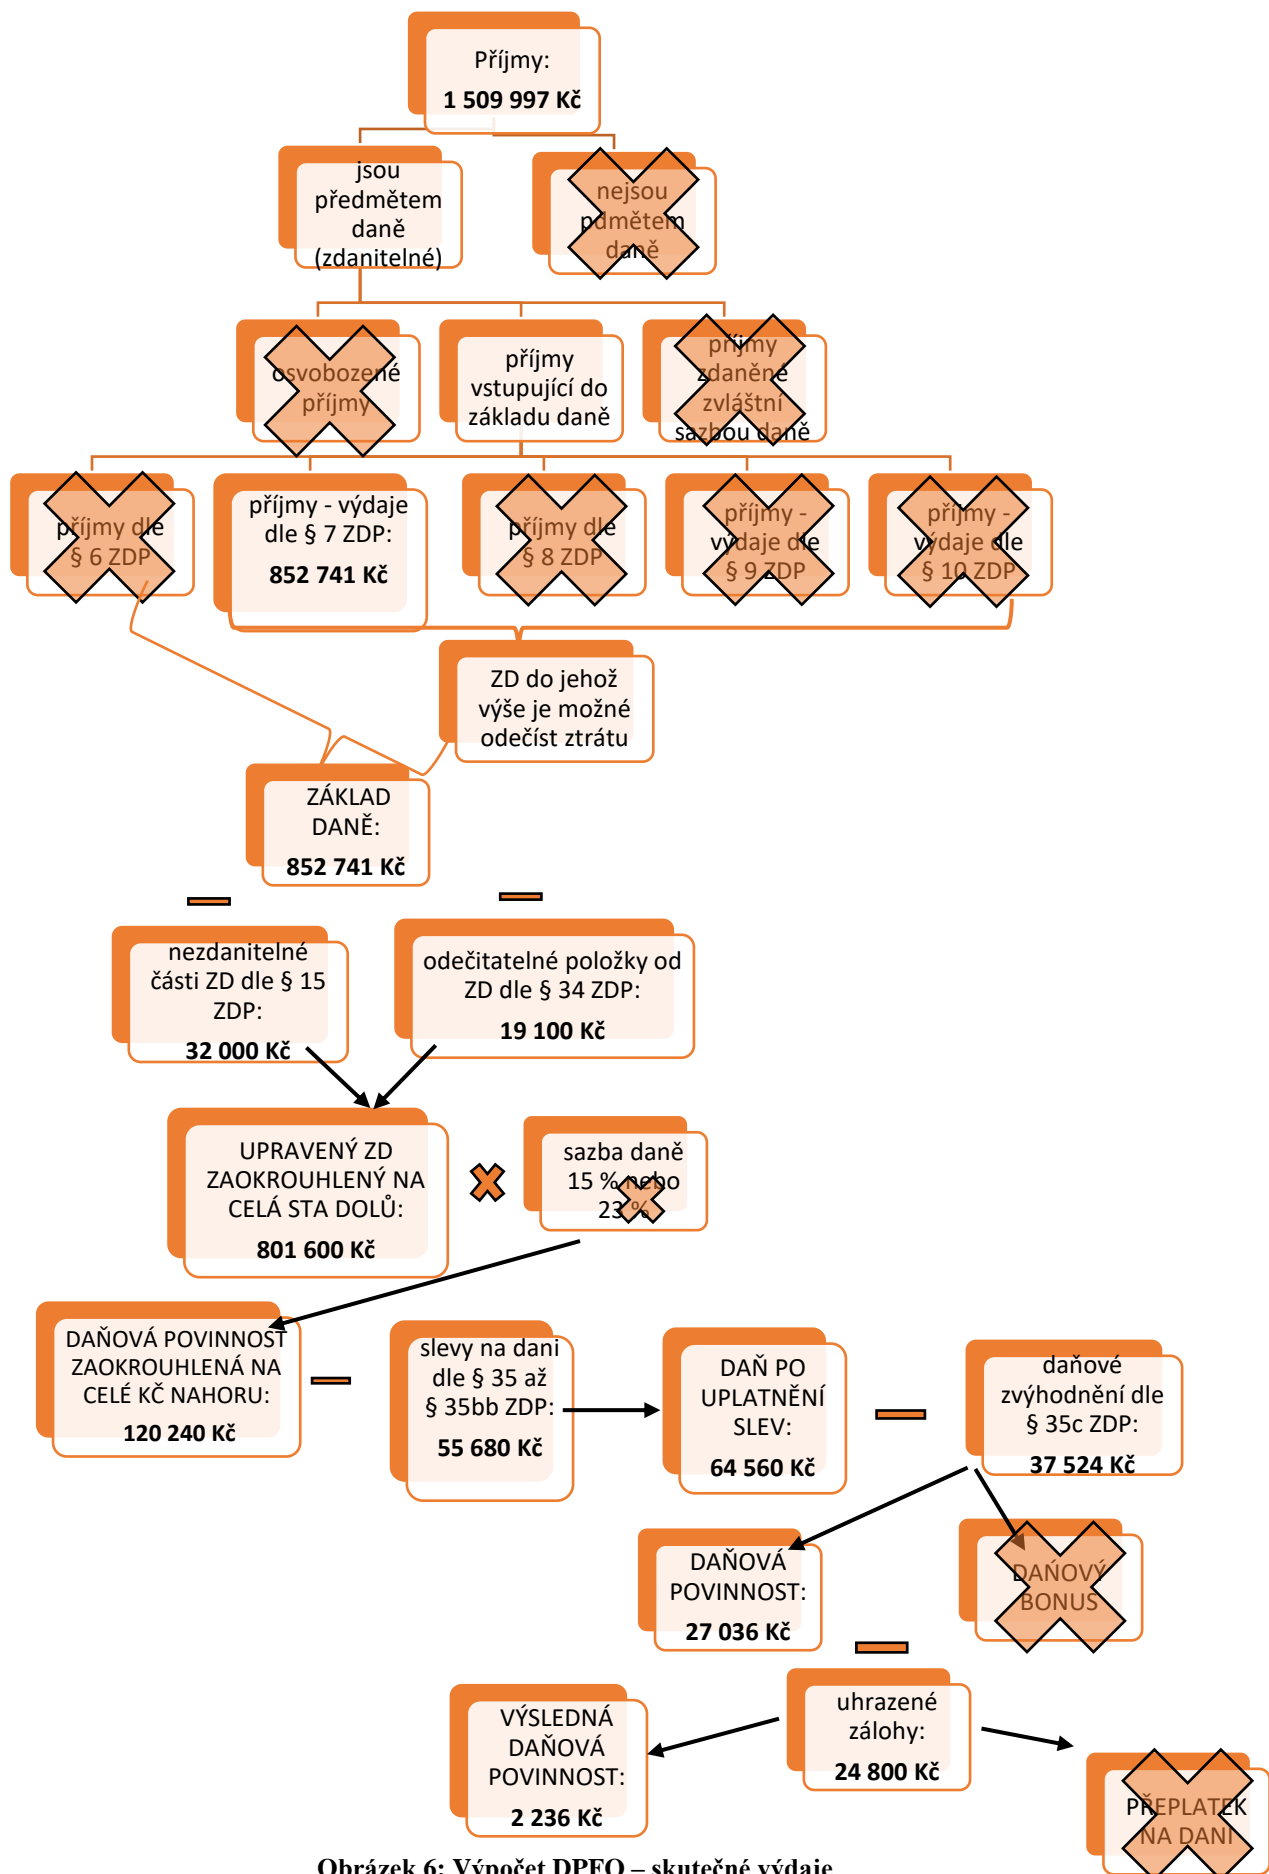 Příjmy:
1 509 997 Kč
jsou
předmětem
daně
(zdanitelné)
nejsou
pdmětem
daně
osvobozené
příjmy
příjmy
vstupující do
základu daně
příjmy
zdaněné
zvláštní
sazbou daně
příjmy dle
§ 6 ZDP
příjmy - výdaje
dle § 7 ZDP:
852 741 Kč
příjmy dle
§ 8 ZDP
příjmy -
výdaje dle
§ 9 ZDP
příjmy -
výdaje dle
§ 10 ZDP
ZD do jehož
výše je možné
odečíst ztrátu
ZÁKLAD
DANĚ:
852 741 Kč
nezdanitelné
části ZD dle § 15
ZDP:
32 000 Kč
odečitatelné položky od
ZD dle § 34 ZDP:
19 100 Kč
UPRAVENÝ ZD
ZAOKROUHLENÝ NA
CELÁ STA DOLŮ:
801 600 Kč
sazba daně
15 % nebo
23 %
DAŇOVÁ POVINNOST
ZAOKROUHLENÁ NA
CELÉ KČ NAHORU:
120 240 Kč
slevy na dani
dle § 35 až
§ 35bb ZDP:
55 680 Kč
DAŇ PO
UPLATNĚNÍ
SLEV:
64 560 Kč
daňové
zvýhodnění dle
§ 35c ZDP:
37 524 Kč
DAŇOVÁ
POVINNOST:
27 036 Kč
DAŃOVÝ
BONUS
VÝSLEDNÁ
DAŇOVÁ
POVINNOST:
2 236 Kč
uhrazené
zálohy:
24 800 Kč
PŘEPLATEK
NA DANI
Obrázek 6: Výpočet DPFO – skutečné výdaje